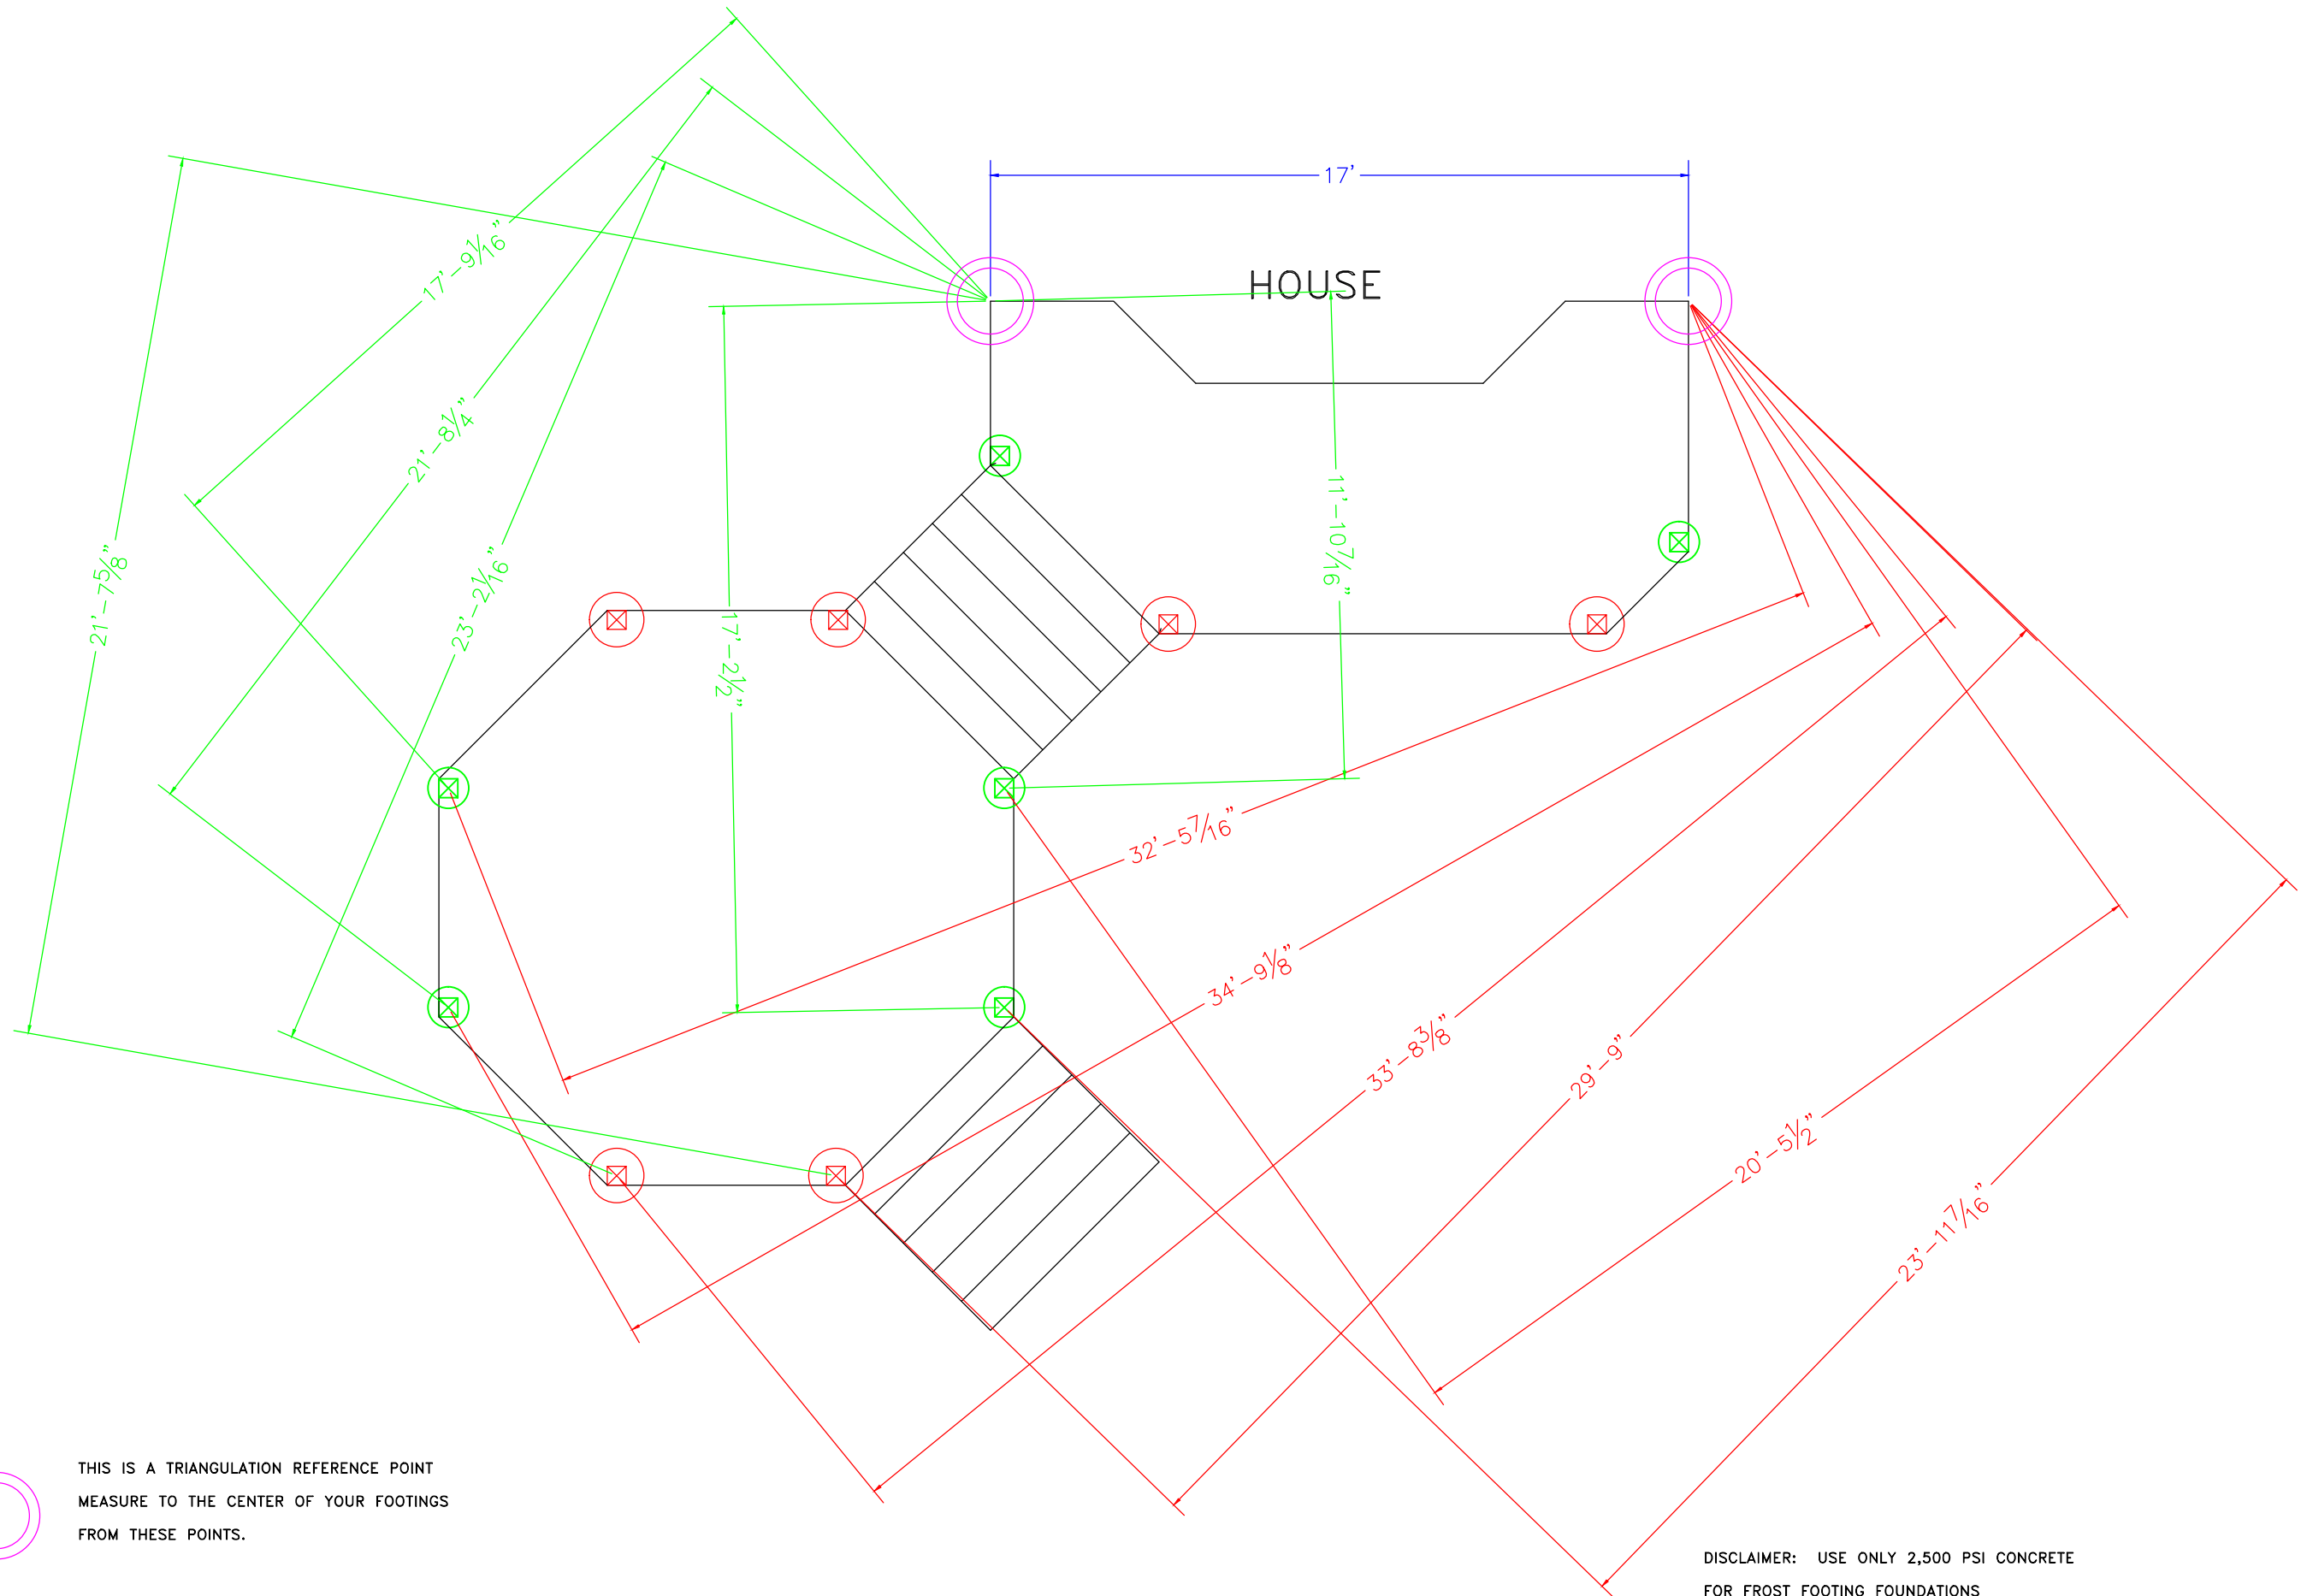 17'
HOUSE
17'-9 1/16"
21'-8 1/4"
23'-2 1/16"
21'-7 5/8"
17'-2 1/2"
11'-10 7/16"
32'-5 7/16"
34'-9 1/8"
33'-8 3/8"
29'-9"
20'-5 1/2"
23'-11 7/16"
THIS IS A TRIANGULATION REFERENCE POINT
MEASURE TO THE CENTER OF YOUR FOOTINGS
FROM THESE POINTS.
DISCLAIMER: USE ONLY 2,500 PSI CONCRETE
FOR FROST FOOTING FOUNDATIONS